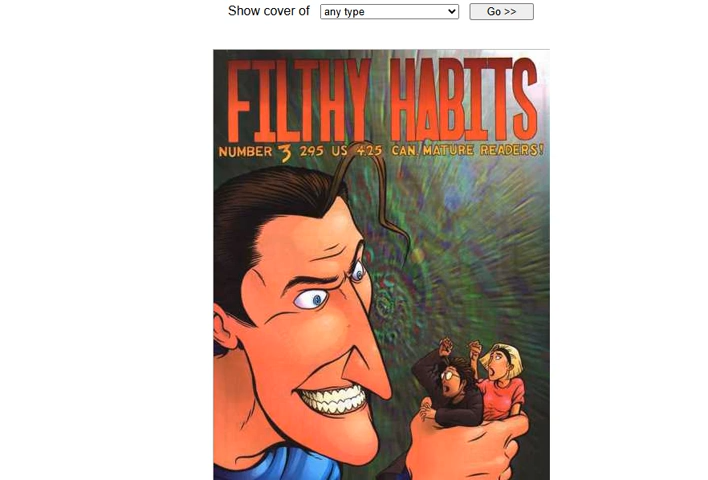 Show cover of any type Go >>
FILTHY HABITS
NUMBER 3 295 US 425 CAN MATURE READERS!